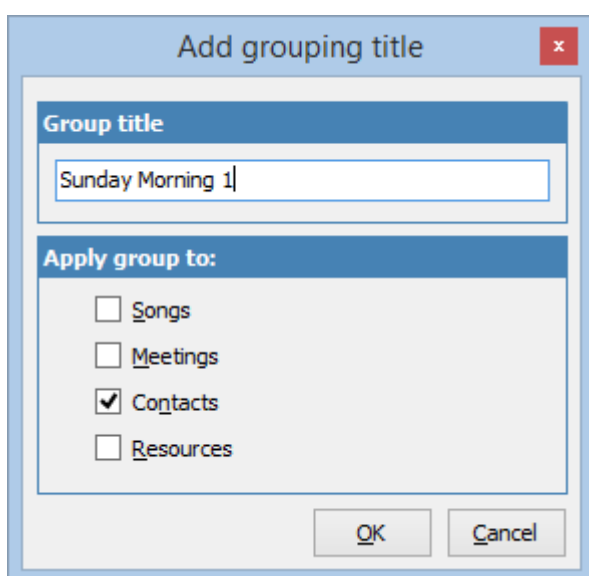 Add grouping title
x
Group title
Sunday Morning 1
Apply group to:
Songs
Meetings
Contacts
Resources
OK Cancel